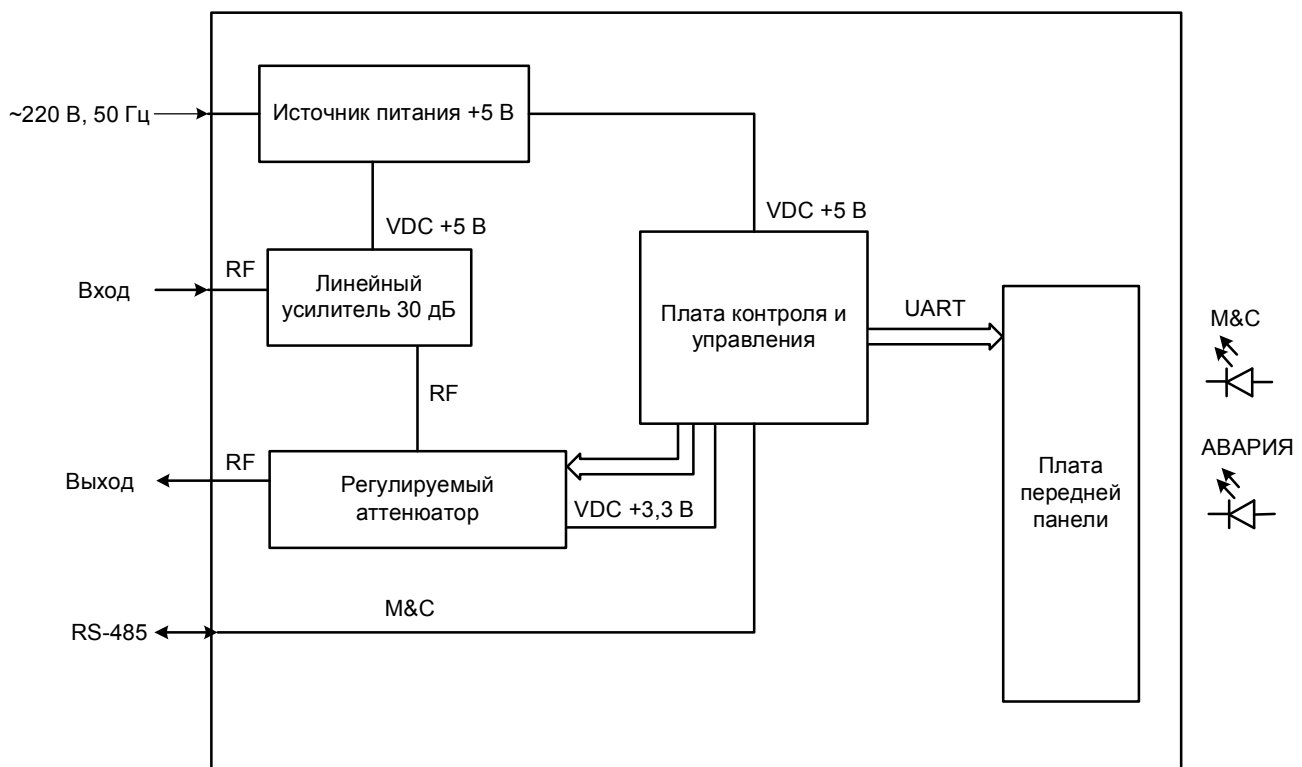 ~220 В, 50 Гц
Источник питания +5 В
VDC +5 В
VDC +5 В
Вход
RF
Линейный
усилитель 30 дБ
Плата контроля и
управления
UART
M&C
RF
АВАРИЯ
Выход
RF
Регулируемый
аттенюатор
VDC +3,3 В
Плата
передней
панели
RS-485
M&C